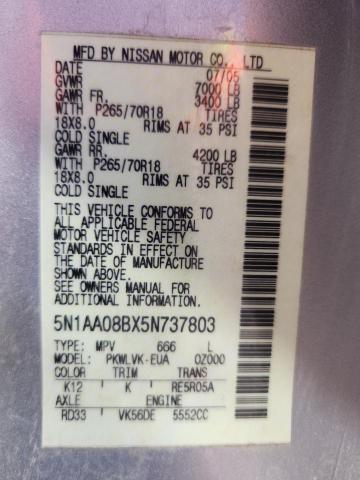 MFD BY NISSAN MOTOR CO., LTD
DATE 07/05
GVWR 7000 LB
GAWR FR. 3400 LB
WITH P265/70R18 TIRES
18X8.0 RIMS AT 35 PSI
COLD SINGLE
GAWR RR. 4200 LB
WITH P265/70R18 TIRES
18X8.0 RIMS AT 35 PSI
COLD SINGLE
THIS VEHICLE CONFORMS TO
ALL APPLICABLE FEDERAL
MOTOR VEHICLE SAFETY
STANDARDS IN EFFECT ON
THE DATE OF MANUFACTURE
SHOWN ABOVE.
SEE OWNERS MANUAL FOR
ADDITIONAL INFORMATION.
5N1AA08BX5N737803
TYPE: MPV 666 L
MODEL: PKWLVK-EUA 0Z000
COLOR TRIM TRANS
K12 K RE5R05A
AXLE ENGINE
RD33 VK56DE 5552CC